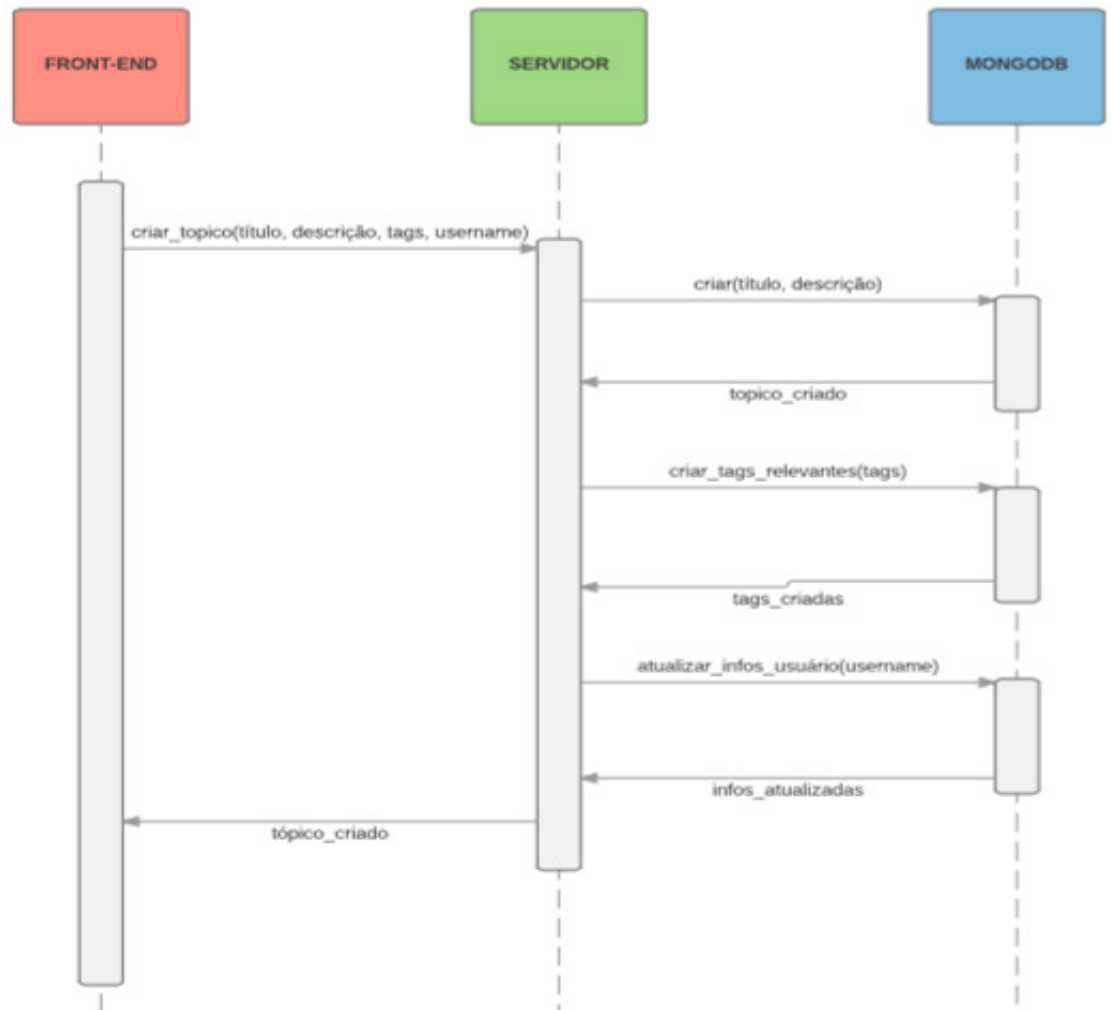 FRONT-END
SERVIDOR
MONGODB
criar_topico(título, descrição, tags, username)
criar(título, descrição)
topico_criado
criar_tags_relevantes(tags)
tags_criadas
atualizar_infos_usuário(username)
infos_atualizadas
tópico_criado